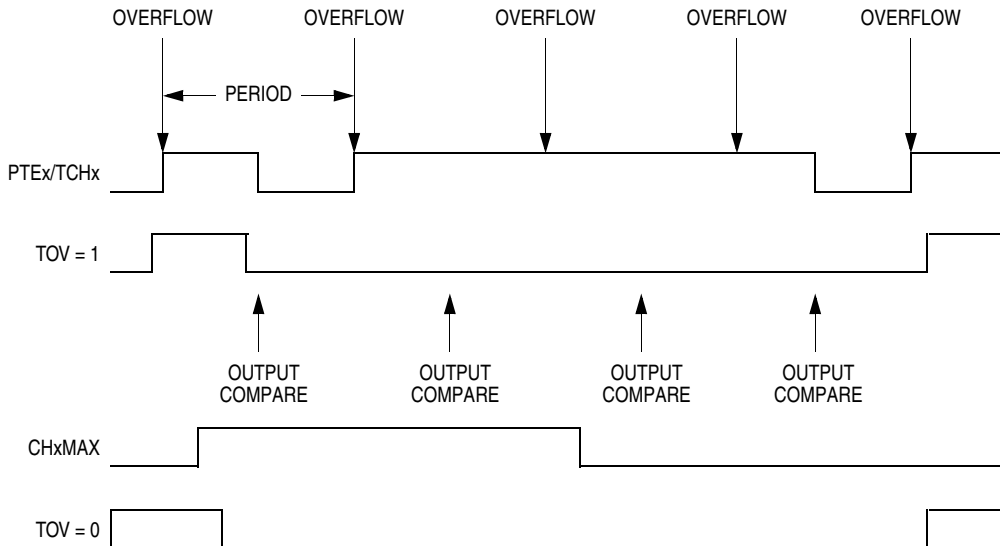 OVERFLOW OVERFLOW OVERFLOW OVERFLOW OVERFLOW
PERIOD
PTEx/TCHx
TOV = 1
OUTPUT COMPARE
OUTPUT COMPARE
OUTPUT COMPARE
OUTPUT COMPARE
CHxMAX
TOV = 0